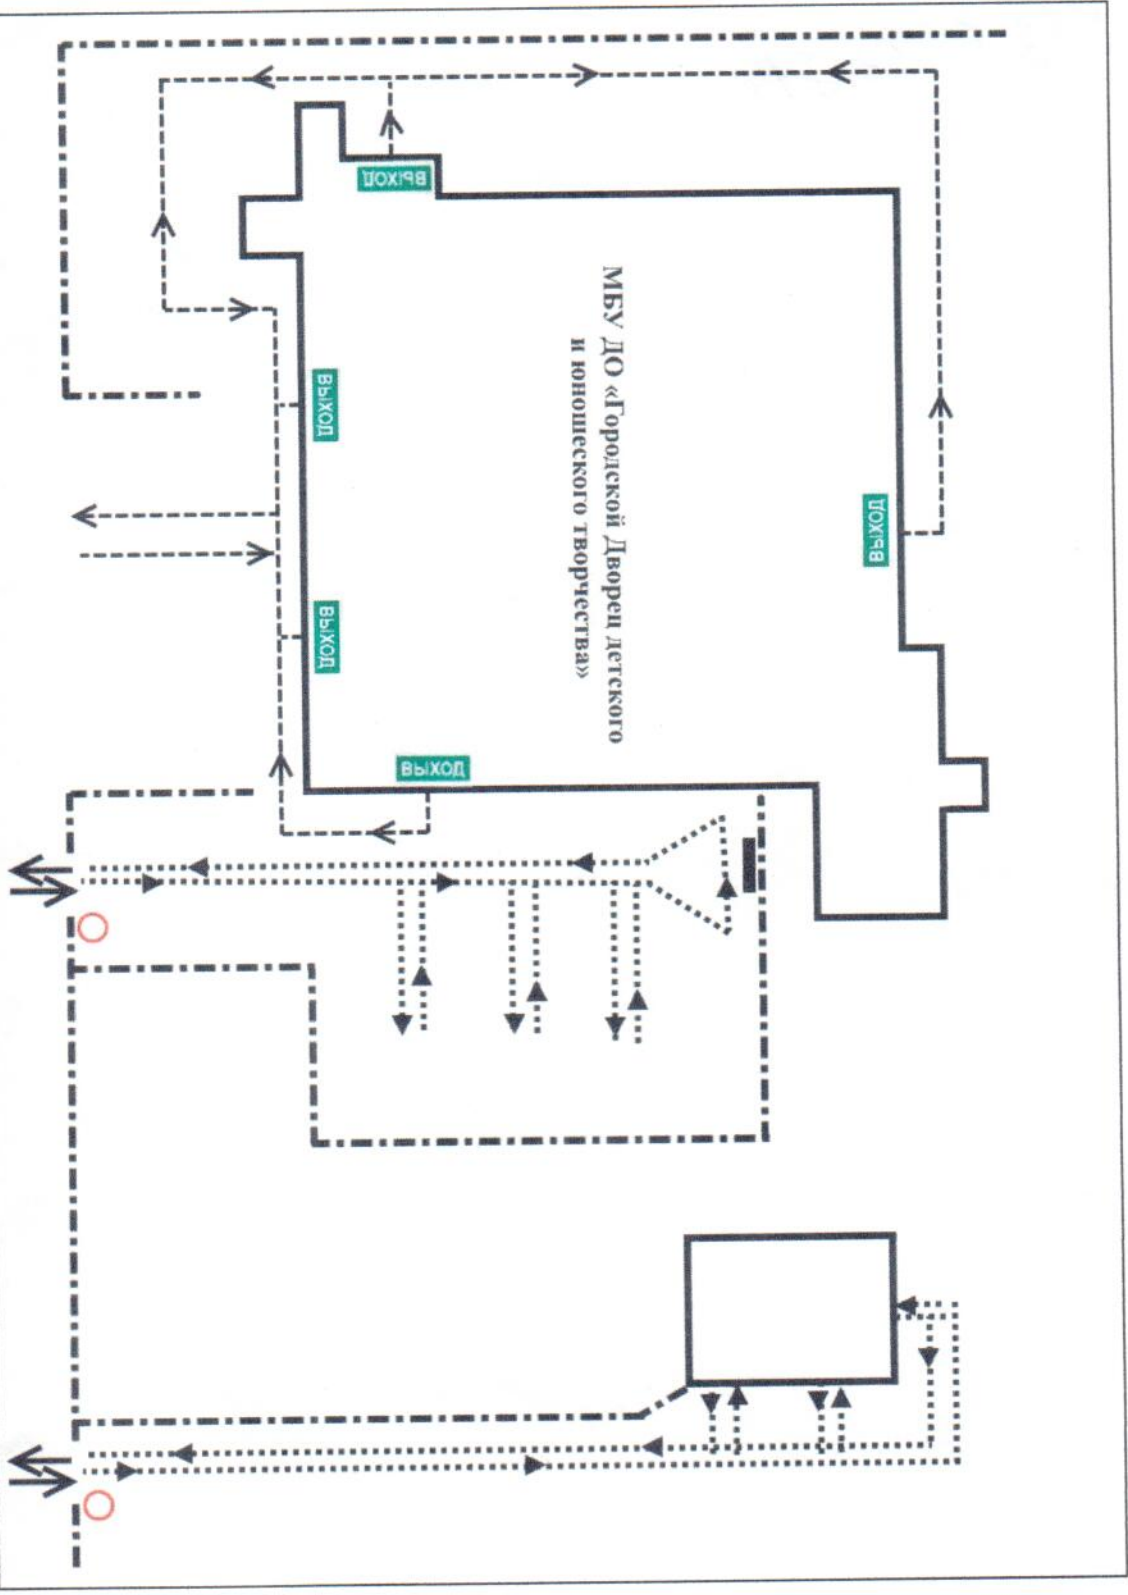 МБУ ДО «Городской Дворец детского
и юношеского творчества»
ВЫХОД
ВЫХОД
ВЫХОД
ВЫХОД
ВЫХОД